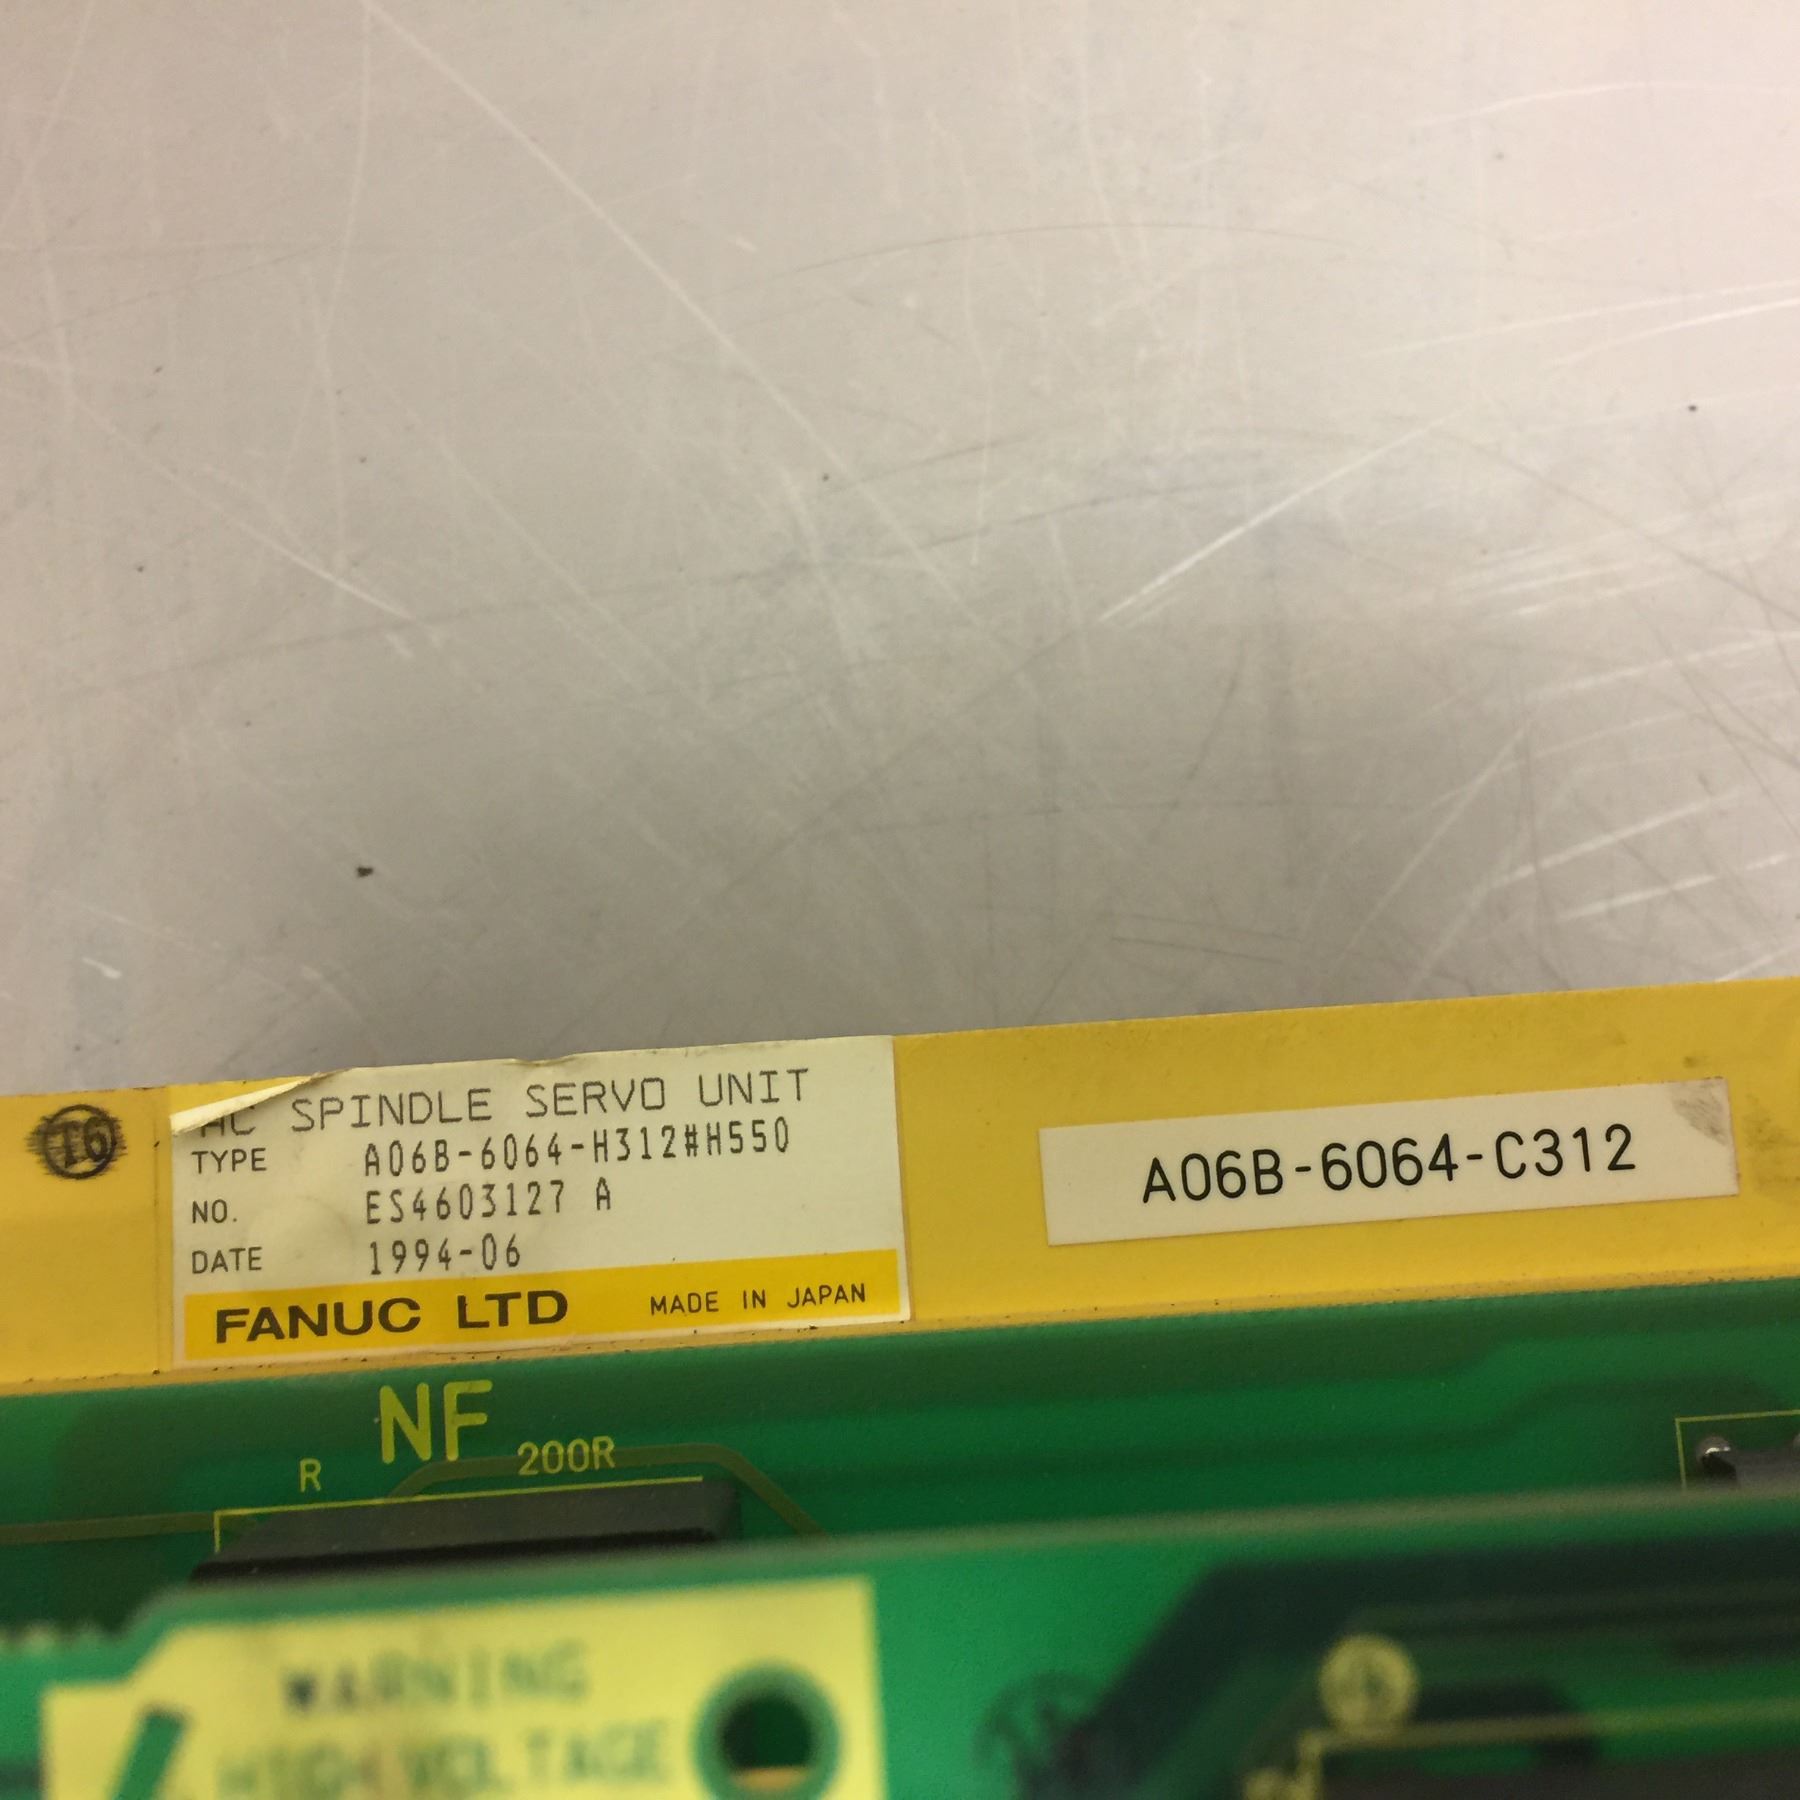 T6
AC SPINDLE SERVO UNIT
TYPE A06B-6064-H312#H550
NO. ES4603127 A
DATE 1994-06
FANUC LTD MADE IN JAPAN
A06B-6064-C312
NF
R 200R
WARNING
HIGH VOLTAGE